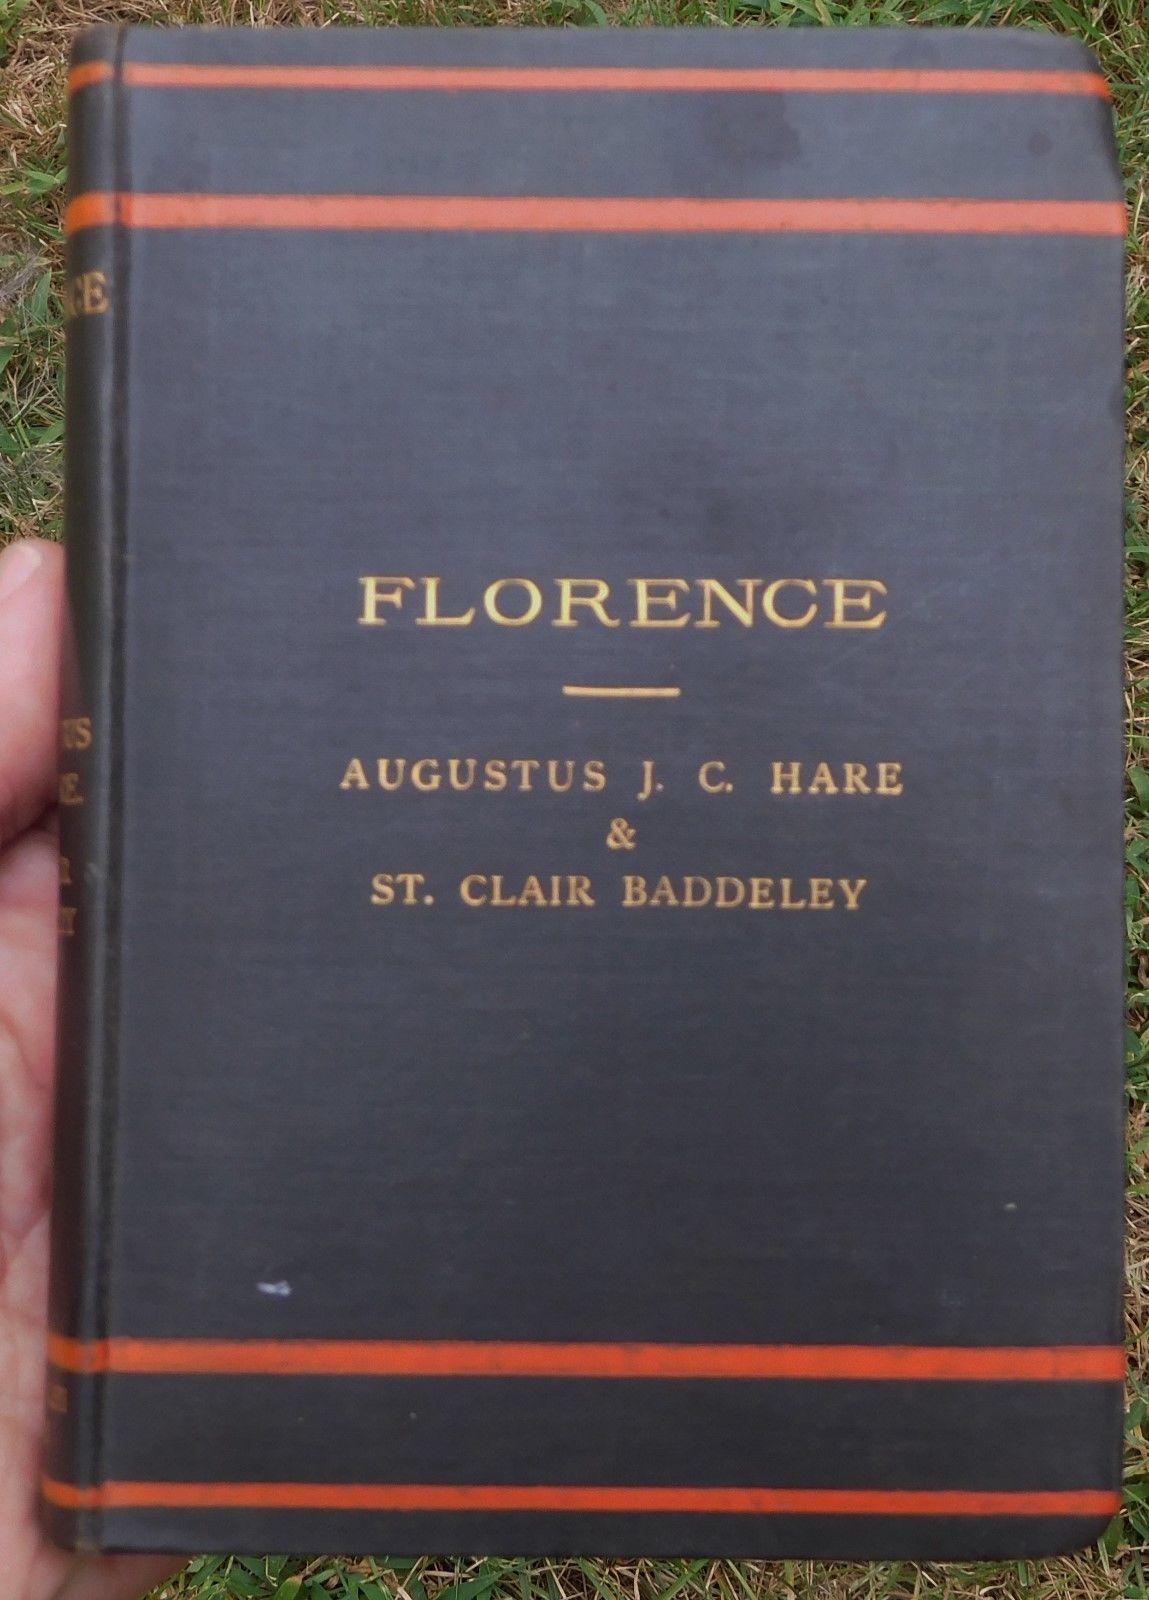 FLORENCE
AUGUSTUS J. C. HARE
&
ST. CLAIR BADDELEY